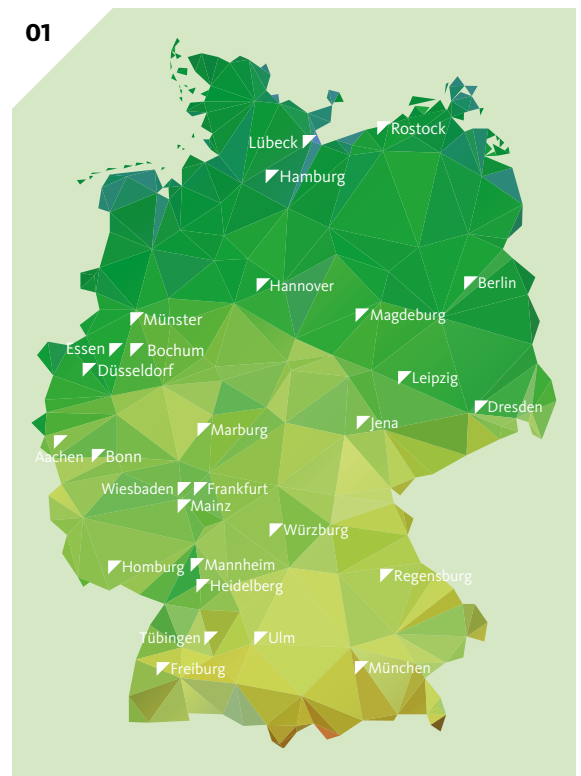 01
Rostock
Lübeck
Hamburg
Berlin
Hannover
Magdeburg
Münster
Essen
Bochum
Düsseldorf
Leipzig
Dresden
Jena
Marburg
Aachen
Bonn
Wiesbaden
Frankfurt
Mainz
Würzburg
Homburg
Mannheim
Regensburg
Heidelberg
Tübingen
Ulm
Freiburg
München